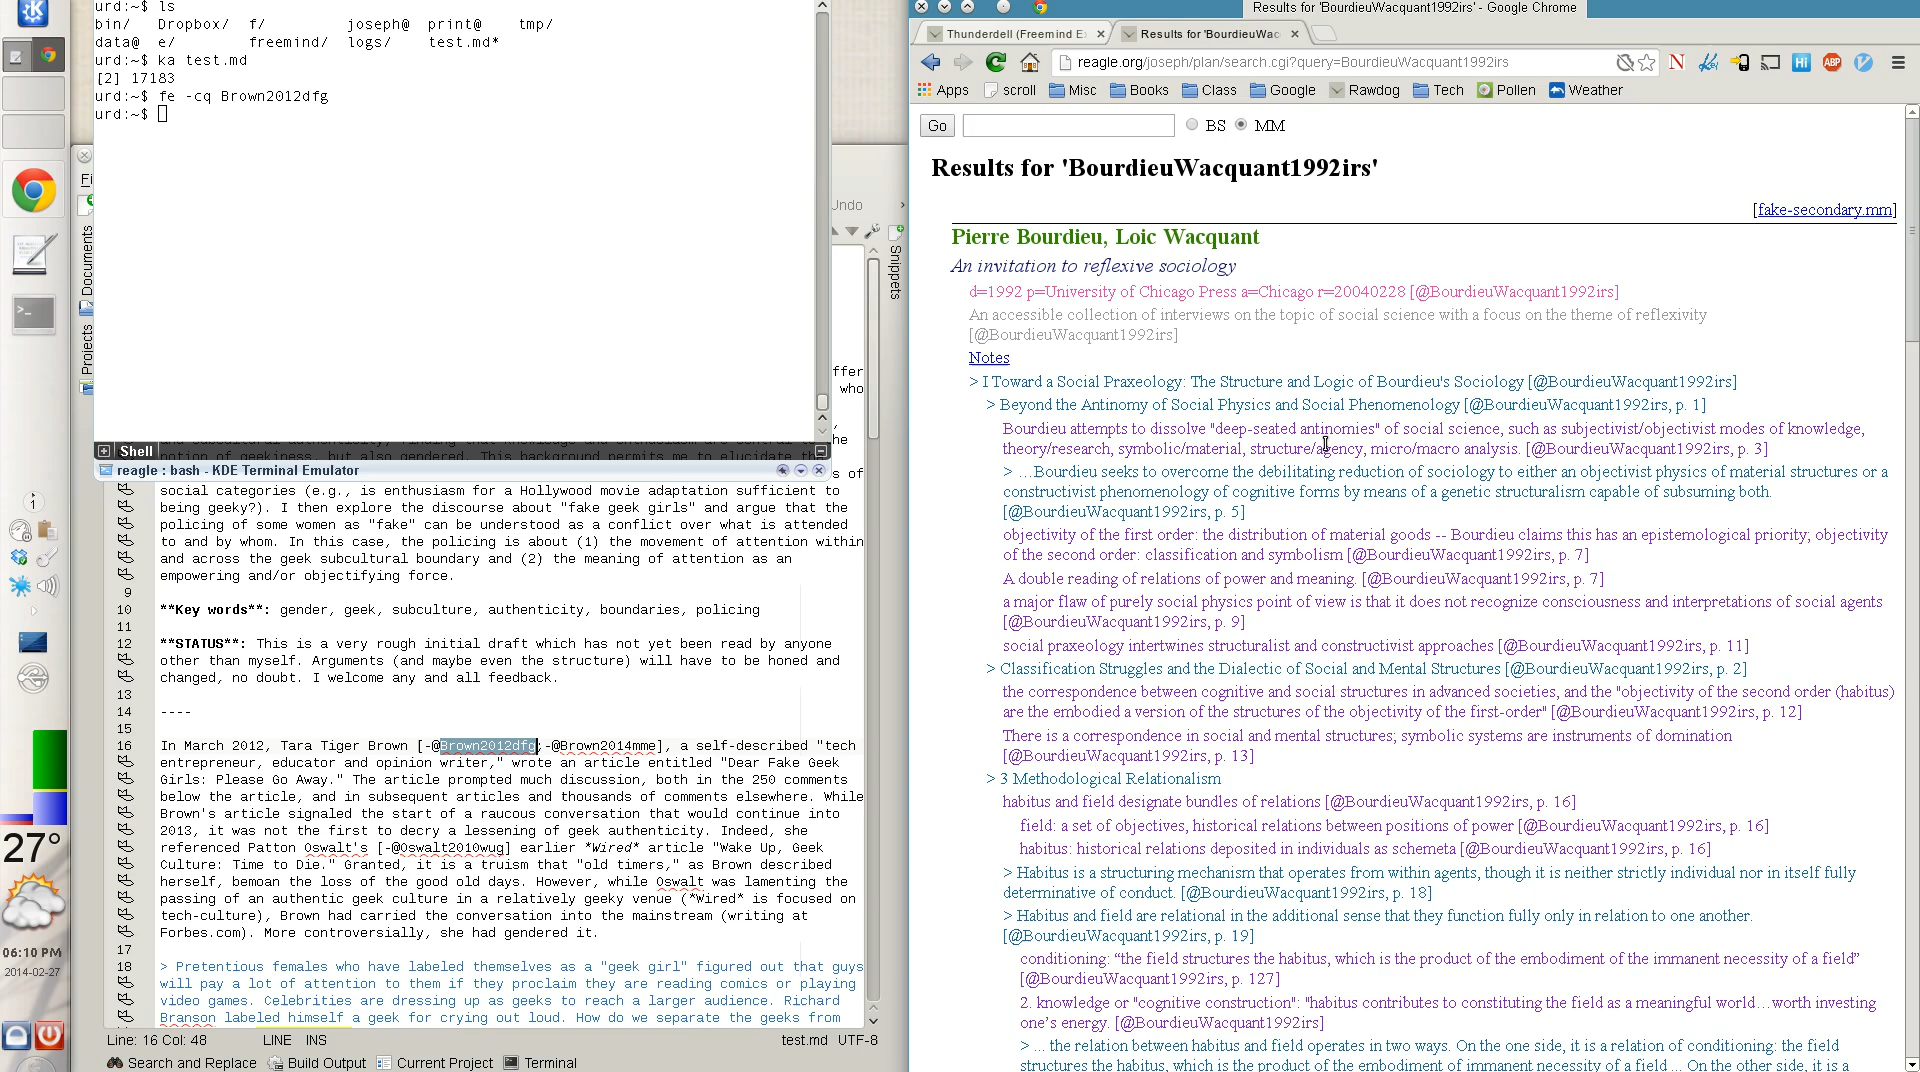 urd:~$ ls
bin/ Dropbox/ f/ joseph@ print@ tmp/
data@ e/ freemind/ logs/ test.md*
urd:~$ ka test.md
[2] 17183
urd:~$ fe -cq Brown2012dfg
urd:~$
Shell
reagle : bash - KDE Terminal Emulator
Documents
Projects
Undo
Snippets
social categories (e.g., is enthusiasm for a Hollywood movie adaptation sufficient to
being geeky?). I then explore the discourse about "fake geek girls" and argue that the
policing of some women as "fake" can be understood as a conflict over what is attended
to and by whom. In this case, the policing is about (1) the movement of attention within
and across the geek subcultural boundary and (2) the meaning of attention as an
empowering and/or objectifying force.
9
10 **Key words**: gender, geek, subculture, authenticity, boundaries, policing
11
12 **STATUS**: This is a very rough initial draft which has not yet been read by anyone
other than myself. Arguments (and maybe even the structure) will have to be honed and
changed, no doubt. I welcome any and all feedback.
13
14 ----
15
16 In March 2012, Tara Tiger Brown [-@Brown2012dfg;-@Brown2014mme], a self-described "tech
entrepreneur, educator and opinion writer," wrote an article entitled "Dear Fake Geek
Girls: Please Go Away." The article prompted much discussion, both in the 250 comments
below the article, and in subsequent articles and thousands of comments elsewhere. While
Brown's article signaled the start of a raucous conversation that would continue into
2013, it was not the first to decry a lessening of geek authenticity. Indeed, she
referenced Patton Oswalt's [-@Oswalt2010wug] earlier *Wired* article "Wake Up, Geek
Culture: Time to Die." Granted, it is a truism that "old timers," as Brown described
herself, bemoan the loss of the good old days. However, while Oswalt was lamenting the
passing of an authentic geek culture in a relatively geeky venue (*Wired* is focused on
tech-culture), Brown had carried the conversation into the mainstream (writing at
Forbes.com). More controversially, she had gendered it.
17
18 > Pretentious females who have labeled themselves as a "geek girl" figured out that guys
will pay a lot of attention to them if they proclaim they are reading comics or playing
video games. Celebrities are dressing up as geeks to reach a larger audience. Richard
Branson labeled himself a geek for crying out loud. How do we separate the geeks from
Line: 16 Col: 48 LINE INS test.md UTF-8
Search and Replace Build Output Current Project Terminal
1
27°
06:10 PM
2014-02-27
Results for 'BourdieuWacquant1992irs' - Google Chrome
Thunderdell (Freemind E
Results for 'BourdieuWac
reagle.org/joseph/plan/search.cgi?query=BourdieuWacquant1992irs
N Hi ABP
Apps scroll Misc Books Class Google Rawdog Tech Pollen Weather
Go BS MM
Results for 'BourdieuWacquant1992irs'
[fake-secondary.mm]
Pierre Bourdieu, Loic Wacquant
An invitation to reflexive sociology
d=1992 p=University of Chicago Press a=Chicago r=20040228 [@BourdieuWacquant1992irs]
An accessible collection of interviews on the topic of social science with a focus on the theme of reflexivity
[@BourdieuWacquant1992irs]
Notes
> I Toward a Social Praxeology: The Structure and Logic of Bourdieu's Sociology [@BourdieuWacquant1992irs]
> Beyond the Antinomy of Social Physics and Social Phenomenology [@BourdieuWacquant1992irs, p. 1]
Bourdieu attempts to dissolve "deep-seated antinomies" of social science, such as subjectivist/objectivist modes of knowledge,
theory/research, symbolic/material, structure/agency, micro/macro analysis. [@BourdieuWacquant1992irs, p. 3]
> …Bourdieu seeks to overcome the debilitating reduction of sociology to either an objectivist physics of material structures or a
constructivist phenomenology of cognitive forms by means of a genetic structuralism capable of subsuming both.
[@BourdieuWacquant1992irs, p. 5]
objectivity of the first order: the distribution of material goods -- Bourdieu claims this has an epistemological priority; objectivity
of the second order: classification and symbolism [@BourdieuWacquant1992irs, p. 7]
A double reading of relations of power and meaning. [@BourdieuWacquant1992irs, p. 7]
a major flaw of purely social physics point of view is that it does not recognize consciousness and interpretations of social agents
[@BourdieuWacquant1992irs, p. 9]
social praxeology intertwines structuralist and constructivist approaches [@BourdieuWacquant1992irs, p. 11]
> Classification Struggles and the Dialectic of Social and Mental Structures [@BourdieuWacquant1992irs, p. 2]
the correspondence between cognitive and social structures in advanced societies, and the "objectivity of the second order (habitus)
are the embodied a version of the structures of the objectivity of the first-order" [@BourdieuWacquant1992irs, p. 12]
There is a correspondence in social and mental structures; symbolic systems are instruments of domination
[@BourdieuWacquant1992irs, p. 13]
> 3 Methodological Relationalism
habitus and field designate bundles of relations [@BourdieuWacquant1992irs, p. 16]
field: a set of objectives, historical relations between positions of power [@BourdieuWacquant1992irs, p. 16]
habitus: historical relations deposited in individuals as schemeta [@BourdieuWacquant1992irs, p. 16]
> Habitus is a structuring mechanism that operates from within agents, though it is neither strictly individual nor in itself fully
determinative of conduct. [@BourdieuWacquant1992irs, p. 18]
> Habitus and field are relational in the additional sense that they function fully only in relation to one another.
[@BourdieuWacquant1992irs, p. 19]
conditioning: “the field structures the habitus, which is the product of the embodiment of the immanent necessity of a field”
[@BourdieuWacquant1992irs, p. 127]
2. knowledge or "cognitive construction": "habitus contributes to constituting the field as a meaningful world…worth investing
one’s energy. [@BourdieuWacquant1992irs]
> ... the relation between habitus and field operates in two ways. On the one side, it is a relation of conditioning: the field
structures the habitus, which is the product of the embodiment of immanent necessity of a field ... On the other side, it is a